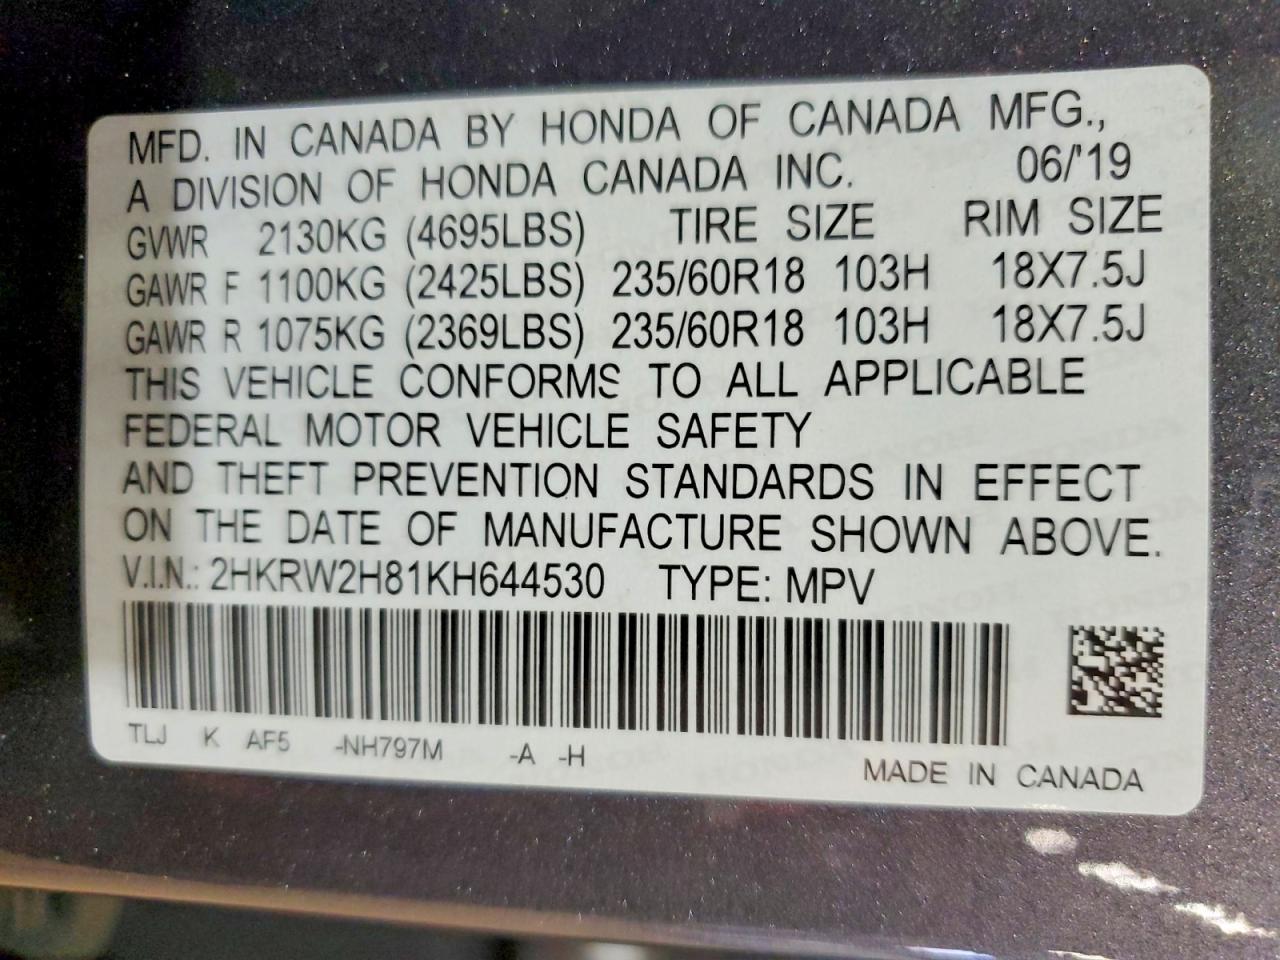 MFD. IN CANADA BY HONDA OF CANADA MFG.,
A DIVISION OF HONDA CANADA INC. 06/'19
GVWR 2130KG (4695LBS) TIRE SIZE RIM SIZE
GAWR F 1100KG (2425LBS) 235/60R18 103H 18X7.5J
GAWR R 1075KG (2369LBS) 235/60R18 103H 18X7.5J
THIS VEHICLE CONFORMS TO ALL APPLICABLE
FEDERAL MOTOR VEHICLE SAFETY
AND THEFT PREVENTION STANDARDS IN EFFECT
ON THE DATE OF MANUFACTURE SHOWN ABOVE.
V.I.N.: 2HKRW2H81KH644530 TYPE: MPV
TLJ K AF5 -NH797M -A -H
MADE IN CANADA